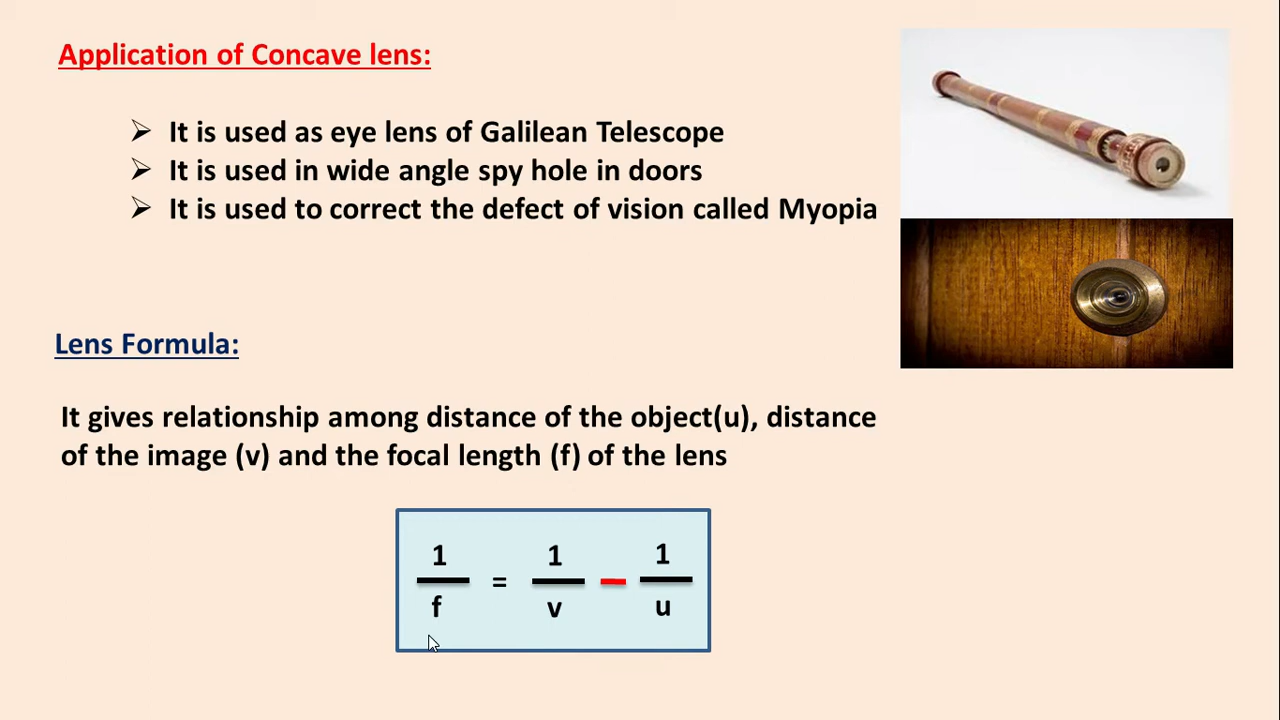 Application of Concave lens:
➢ It is used as eye lens of Galilean Telescope
➢ It is used in wide angle spy hole in doors
➢ It is used to correct the defect of vision called Myopia
Lens Formula:
It gives relationship among distance of the object(u), distance
of the image (v) and the focal length (f) of the lens
1/f = 1/v − 1/u